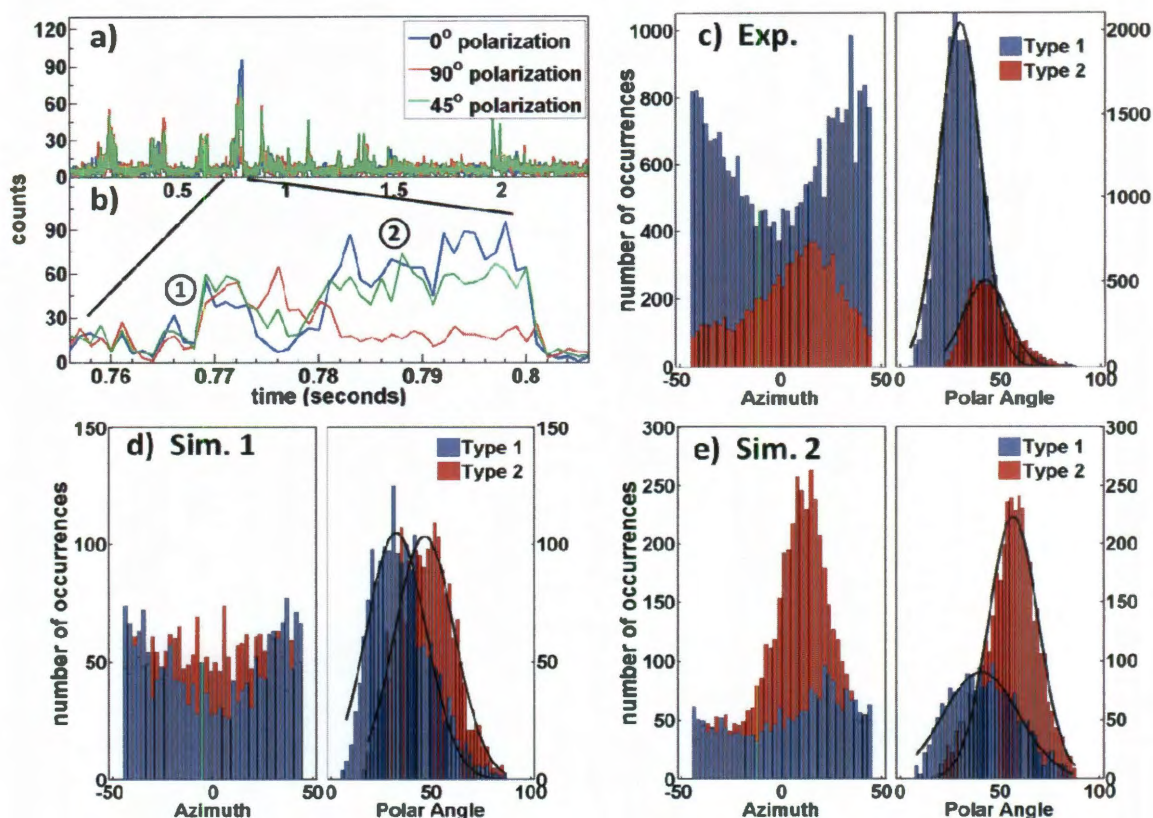 a)
0° polarization
90° polarization
45° polarization
120
90
60
30
0
0.5 1 1.5 2
counts
b)
90
60
30
0
1
2
0.76 0.77 0.78 0.79 0.8
time (seconds)
c) Exp.
1000
800
600
400
200
0
number of occurrences
-50 0 50
Azimuth
Type 1
Type 2
2000
1500
1000
500
0
0 50 100
Polar Angle
d) Sim. 1
150
100
50
0
number of occurrences
-50 0 50
Azimuth
Type 1
Type 2
150
100
50
0
0 50 100
Polar Angle
e) Sim. 2
300
250
200
150
100
50
0
number of occurrences
-50 0 50
Azimuth
Type 1
Type 2
300
250
200
150
100
50
0
0 50 100
Polar Angle